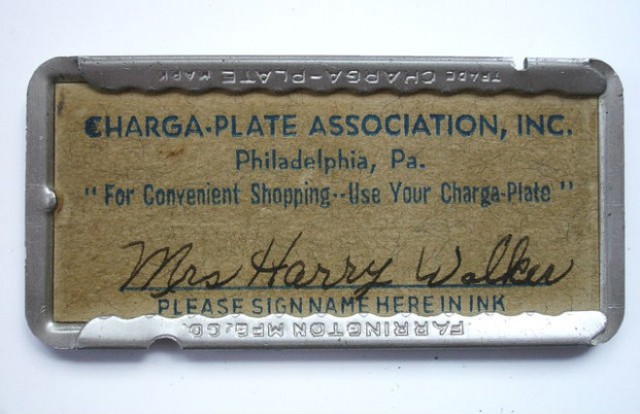 TRADE CHARGA-PLATE MARK
CHARGA-PLATE ASSOCIATION, INC.
Philadelphia, Pa.
"For Convenient Shopping--Use Your Charga-Plate"
Mrs Harry Walker
PLEASE SIGN NAME HERE IN INK
FARRINGTON MFG. CO.